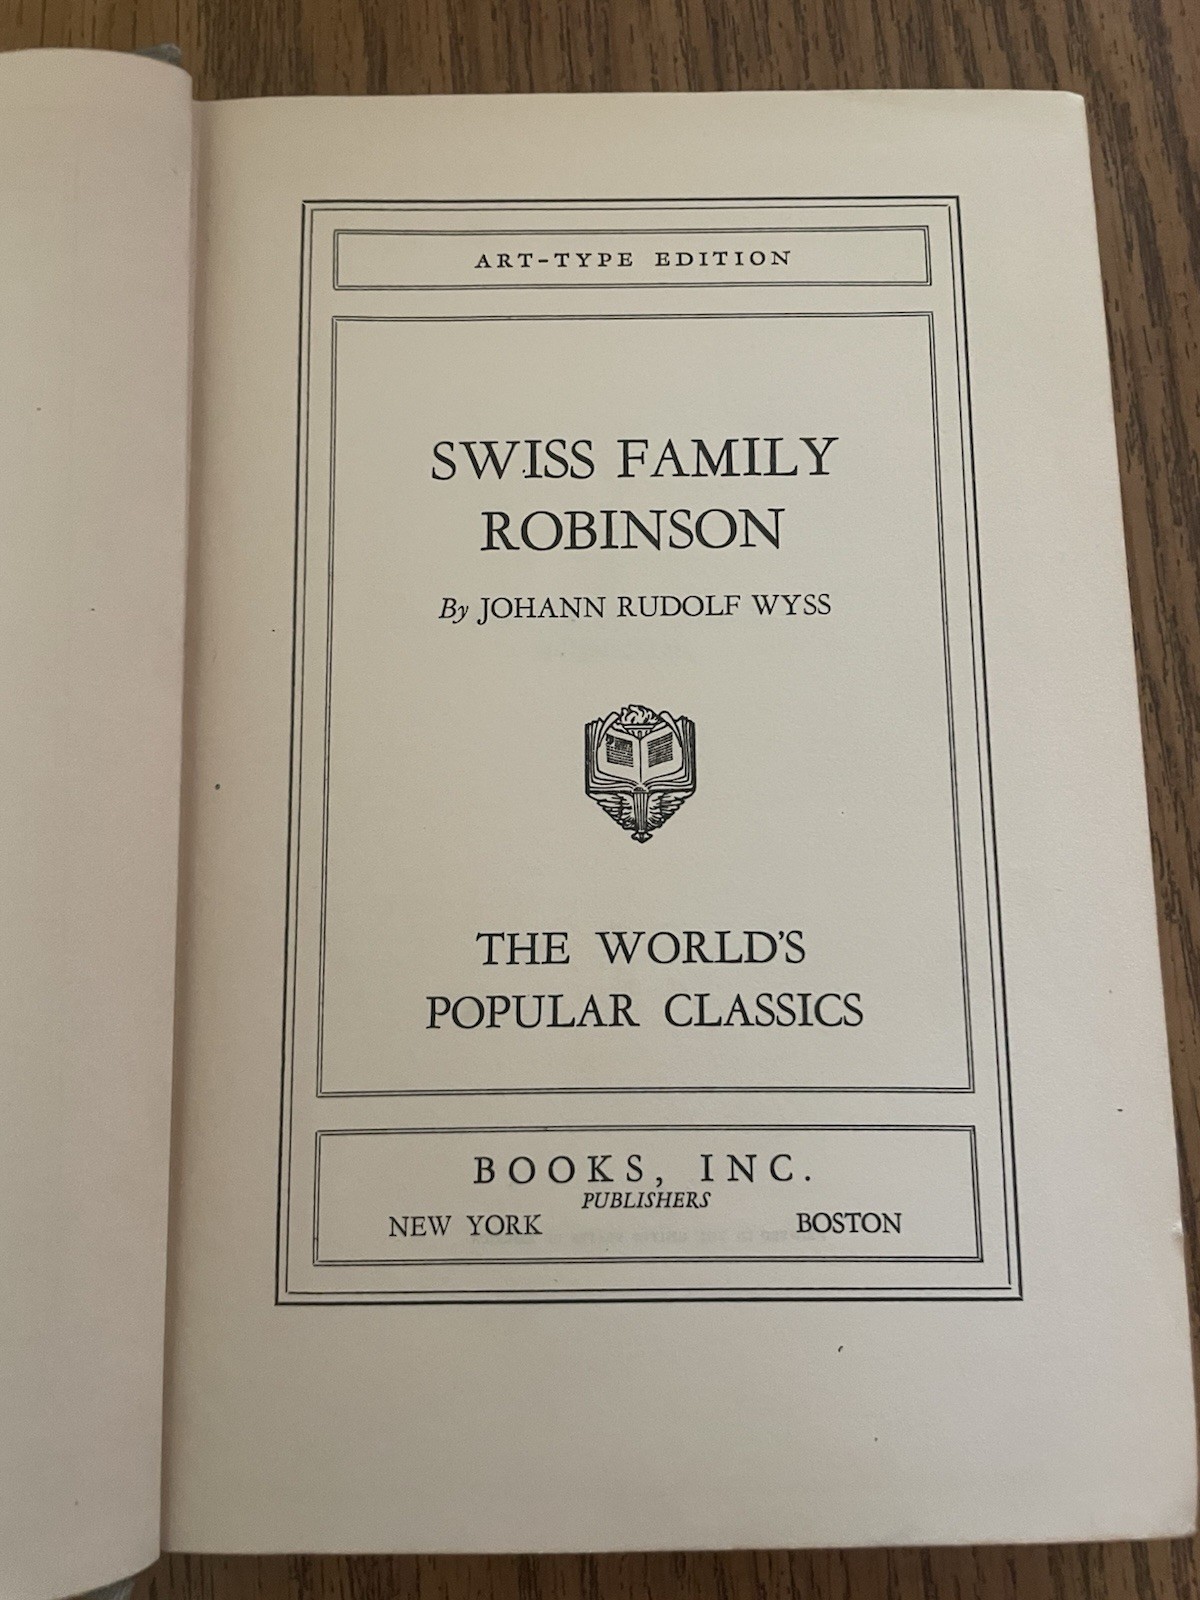 ART-TYPE EDITION
SWISS FAMILY
ROBINSON
By JOHANN RUDOLF WYSS
THE WORLD'S
POPULAR CLASSICS
BOOKS, INC.
PUBLISHERS
NEW YORK BOSTON